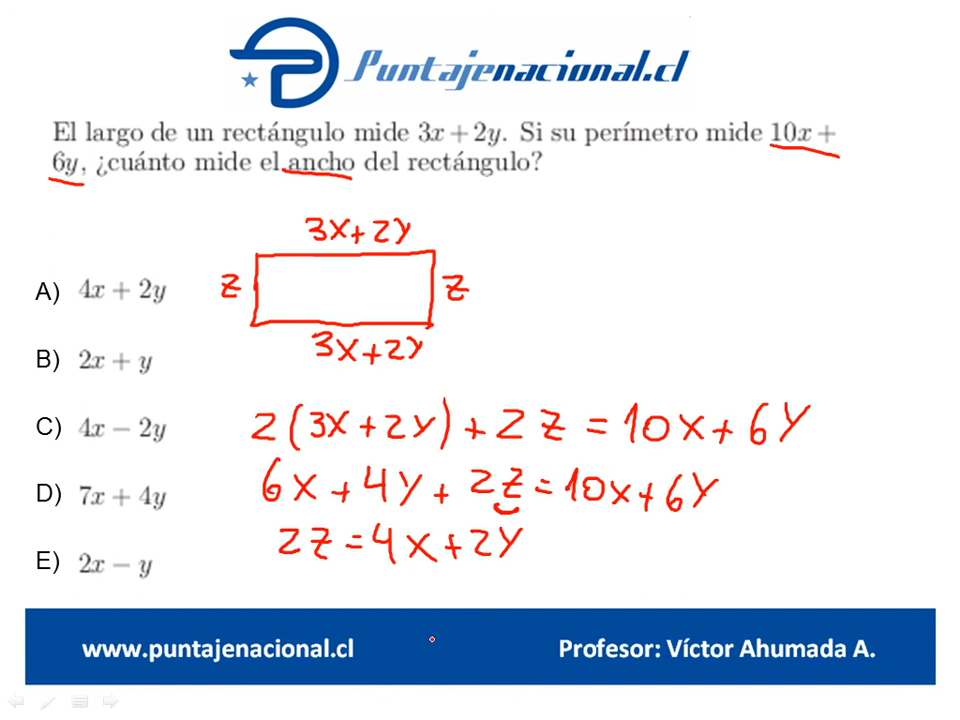 Puntajenacional.cl
El largo de un rectángulo mide 3x + 2y. Si su perímetro mide 10x +
6y, ¿cuánto mide el ancho del rectángulo?
3X+2Y
A) 4x + 2y
Z
Z
3X+2Y
B) 2x + y
C) 4x − 2y
2(3X+2Y)+2Z=10X+6Y
D) 7x + 4y
6X+4Y+2Z=10X+6Y
2Z=4X+2Y
E) 2x − y
www.puntajenacional.cl
Profesor: Víctor Ahumada A.